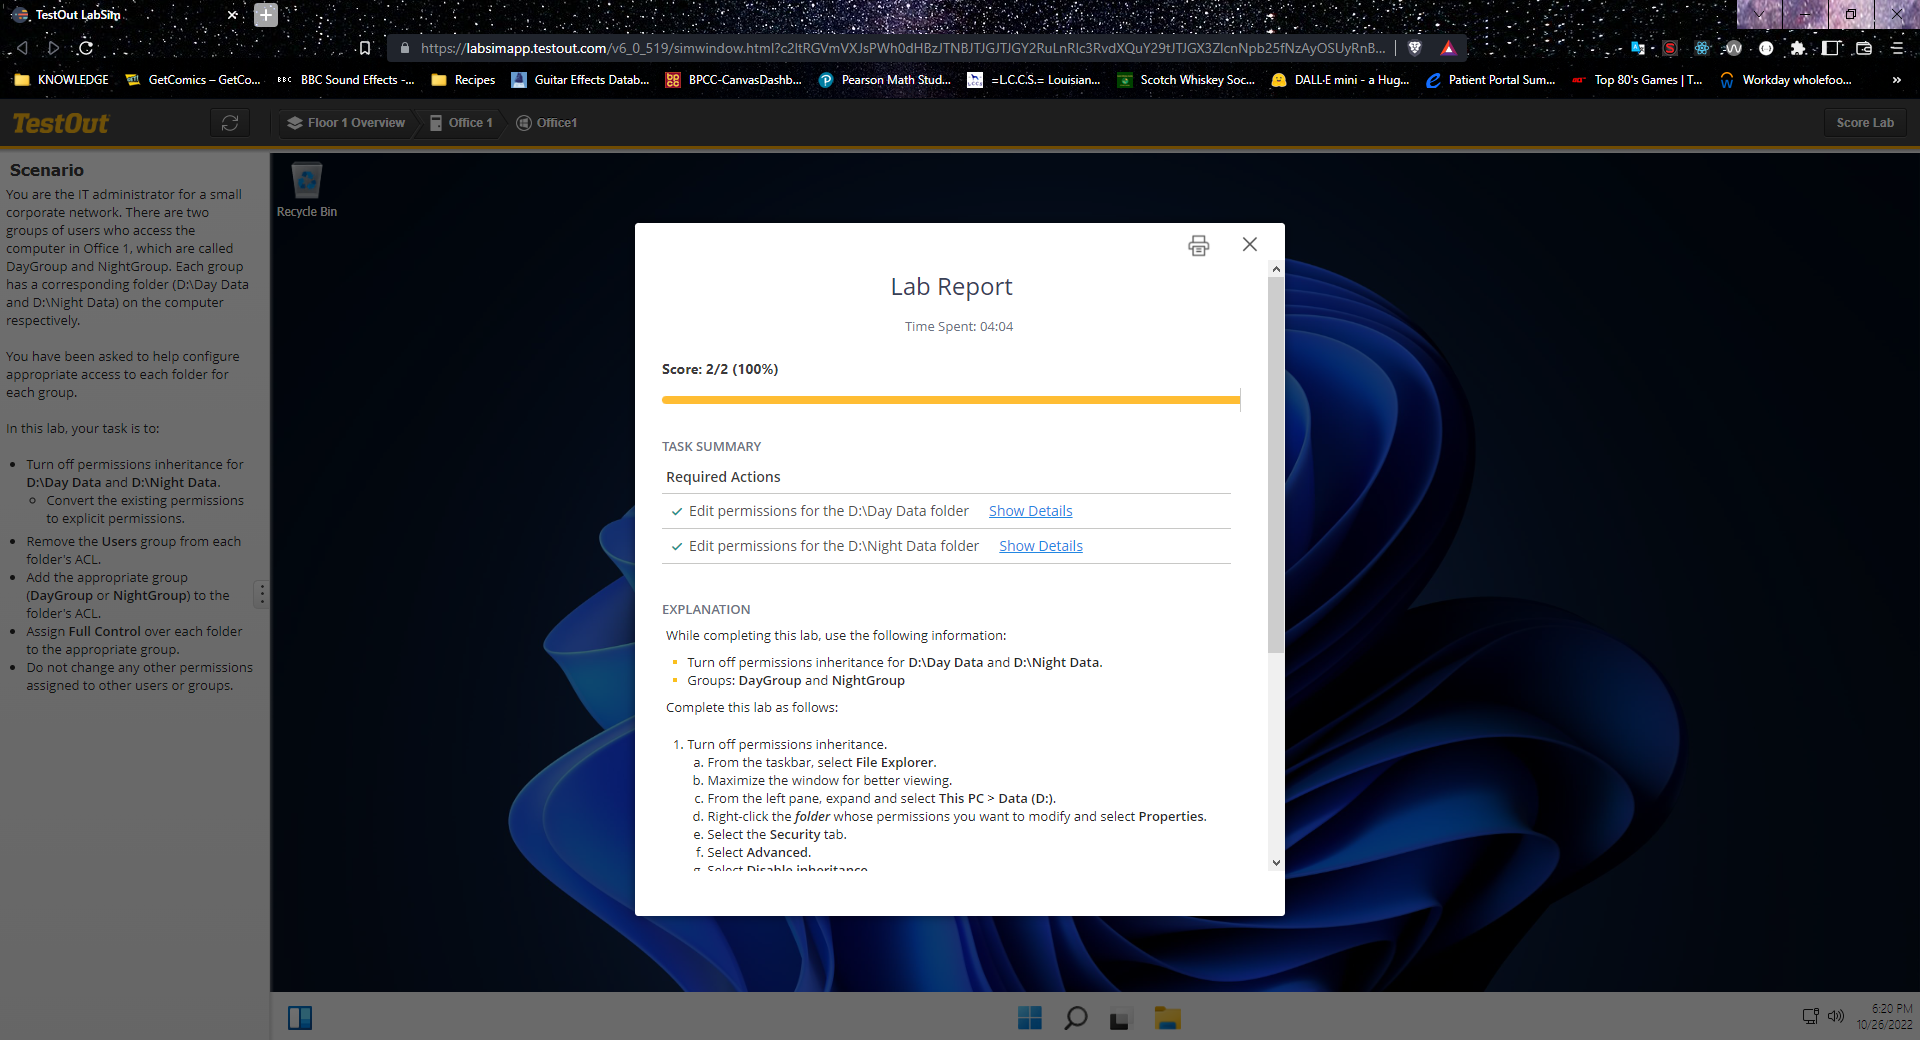 TestOut LabSim
https://labsimapp.testout.com/v6_0_519/simwindow.html?
KNOWLEDGE
GetComics – GetCo...
BBC
BBC Sound Effects -...
Recipes
Guitar Effects Datab...
BPCC-CanvasDashb...
Pearson Math Stud...
=L.C.C.S.= Louisian...
Scotch Whiskey Soc...
DALL·E mini - a Hug...
Patient Portal Sum...
Top 80's Games | T...
Workday wholefoo...
»
TestOut
Floor 1 Overview
Office 1
Office1
Score Lab
Scenario
You are the IT administrator for a small
corporate network. There are two
groups of users who access the
computer in Office 1, which are called
DayGroup and NightGroup. Each group
has a corresponding folder (D:\Day Data
and D:\Night Data) on the computer
respectively.
You have been asked to help configure
appropriate access to each folder for
each group.
In this lab, your task is to:
• Turn off permissions inheritance for
D:\Day Data and D:\Night Data.
○ Convert the existing permissions
to explicit permissions.
• Remove the Users group from each
folder's ACL.
• Add the appropriate group
(DayGroup or NightGroup) to the
folder's ACL.
• Assign Full Control over each folder
to the appropriate group.
• Do not change any other permissions
assigned to other users or groups.
Recycle Bin
Lab Report
Time Spent: 04:04
Score: 2/2 (100%)
TASK SUMMARY
Required Actions
✓ Edit permissions for the D:\Day Data folder Show Details
✓ Edit permissions for the D:\Night Data folder Show Details
EXPLANATION
While completing this lab, use the following information:
▪ Turn off permissions inheritance for D:\Day Data and D:\Night Data.
▪ Groups: DayGroup and NightGroup
Complete this lab as follows:
1. Turn off permissions inheritance.
a. From the taskbar, select File Explorer.
b. Maximize the window for better viewing.
c. From the left pane, expand and select This PC > Data (D:).
d. Right-click the folder whose permissions you want to modify and select Properties.
e. Select the Security tab.
f. Select Advanced.
g. Select Disable inheritance.
6:20 PM
10/26/2022